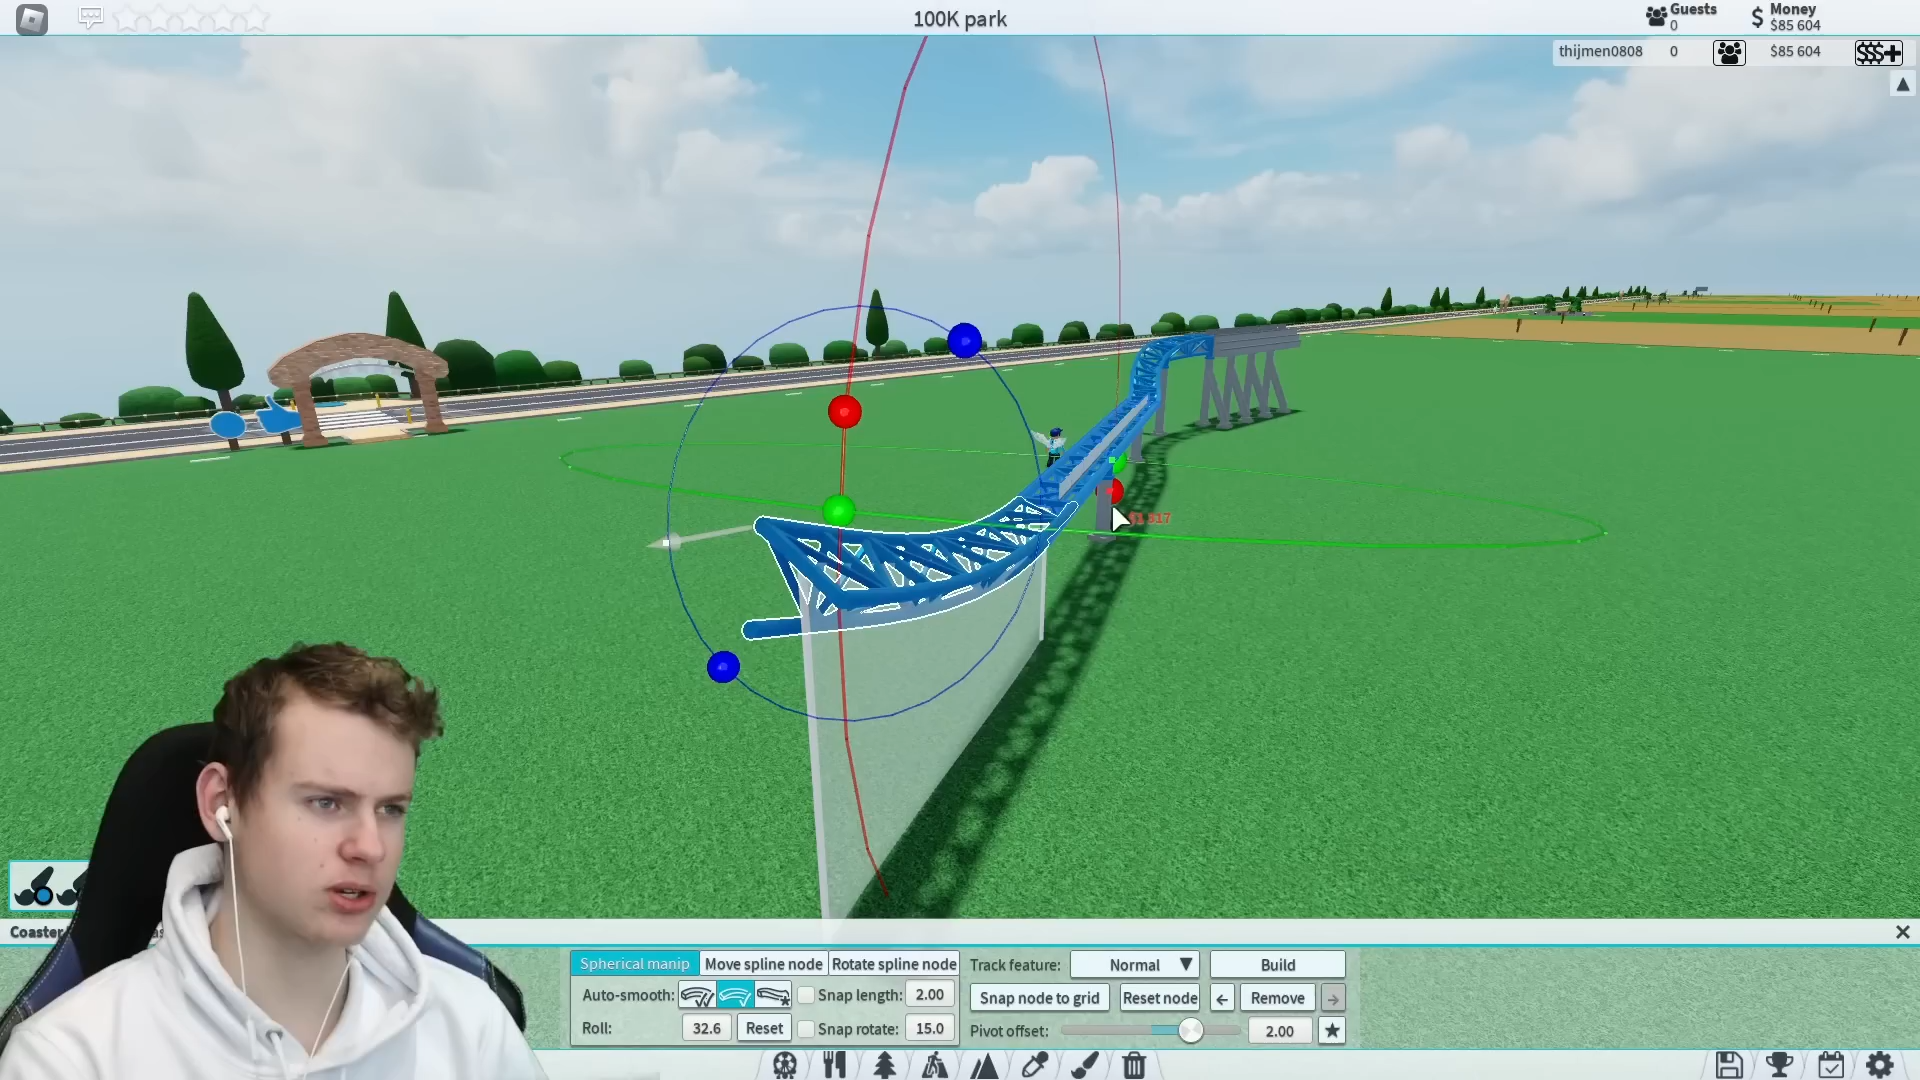 100K park
Guests
0
$ Money
$85 604
thijmen0808 0 $85 604 $$$+
Coaster
Spherical manip Move spline node Rotate spline node
Track feature: Normal ▼ Build
Auto-smooth: Snap length: 2.00
Snap node to grid Reset node ← Remove →
Roll: 32.6 Reset Snap rotate: 15.0
Pivot offset: 2.00 ★